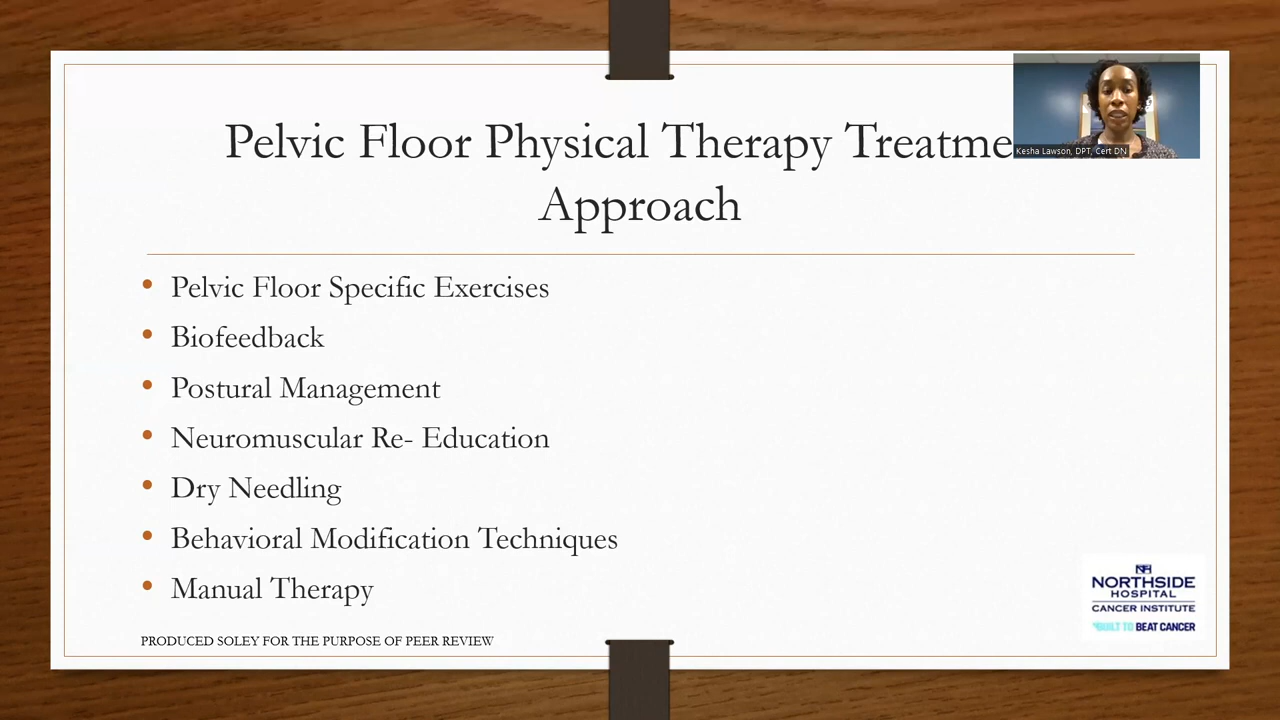 Pelvic Floor Physical Therapy Treatme
Approach
Kesha Lawson, DPT, Cert DN
• Pelvic Floor Specific Exercises
• Biofeedback
• Postural Management
• Neuromuscular Re- Education
• Dry Needling
• Behavioral Modification Techniques
• Manual Therapy
NORTHSIDE
HOSPITAL
CANCER INSTITUTE
BUILT TO BEAT CANCER
PRODUCED SOLEY FOR THE PURPOSE OF PEER REVIEW